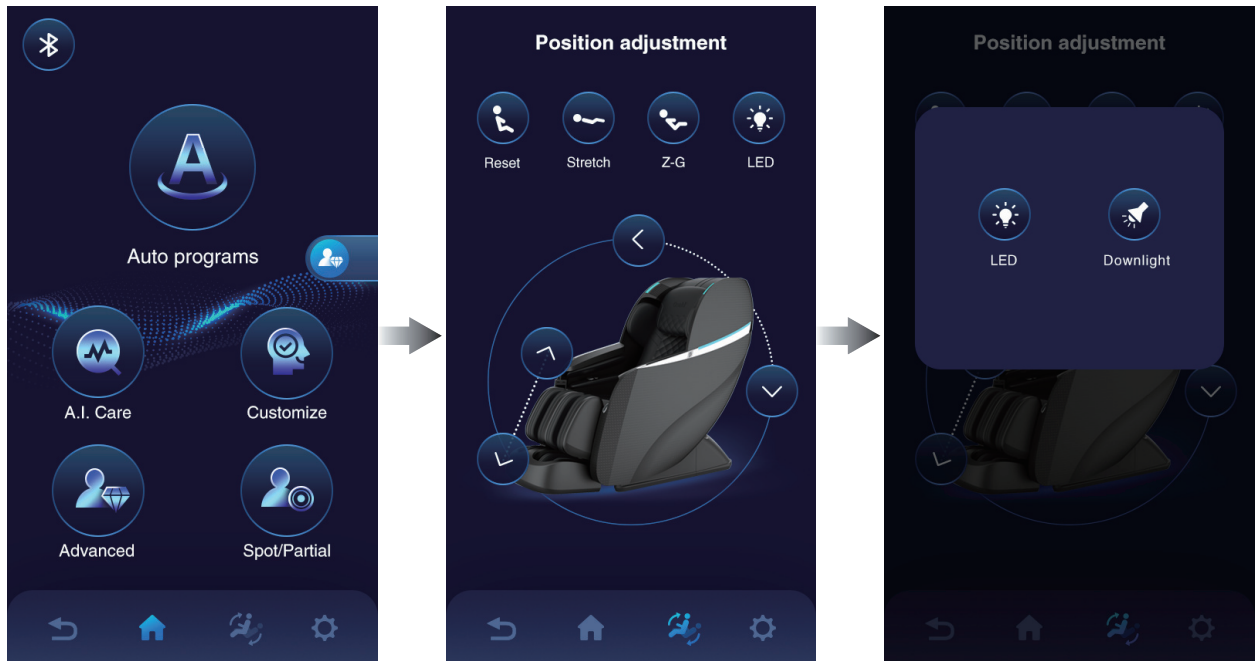 A
Auto programs
A.I. Care
Customize
Advanced
Spot/Partial
Position adjustment
Reset
Stretch
Z-G
LED
Position adjustment
LED
Downlight